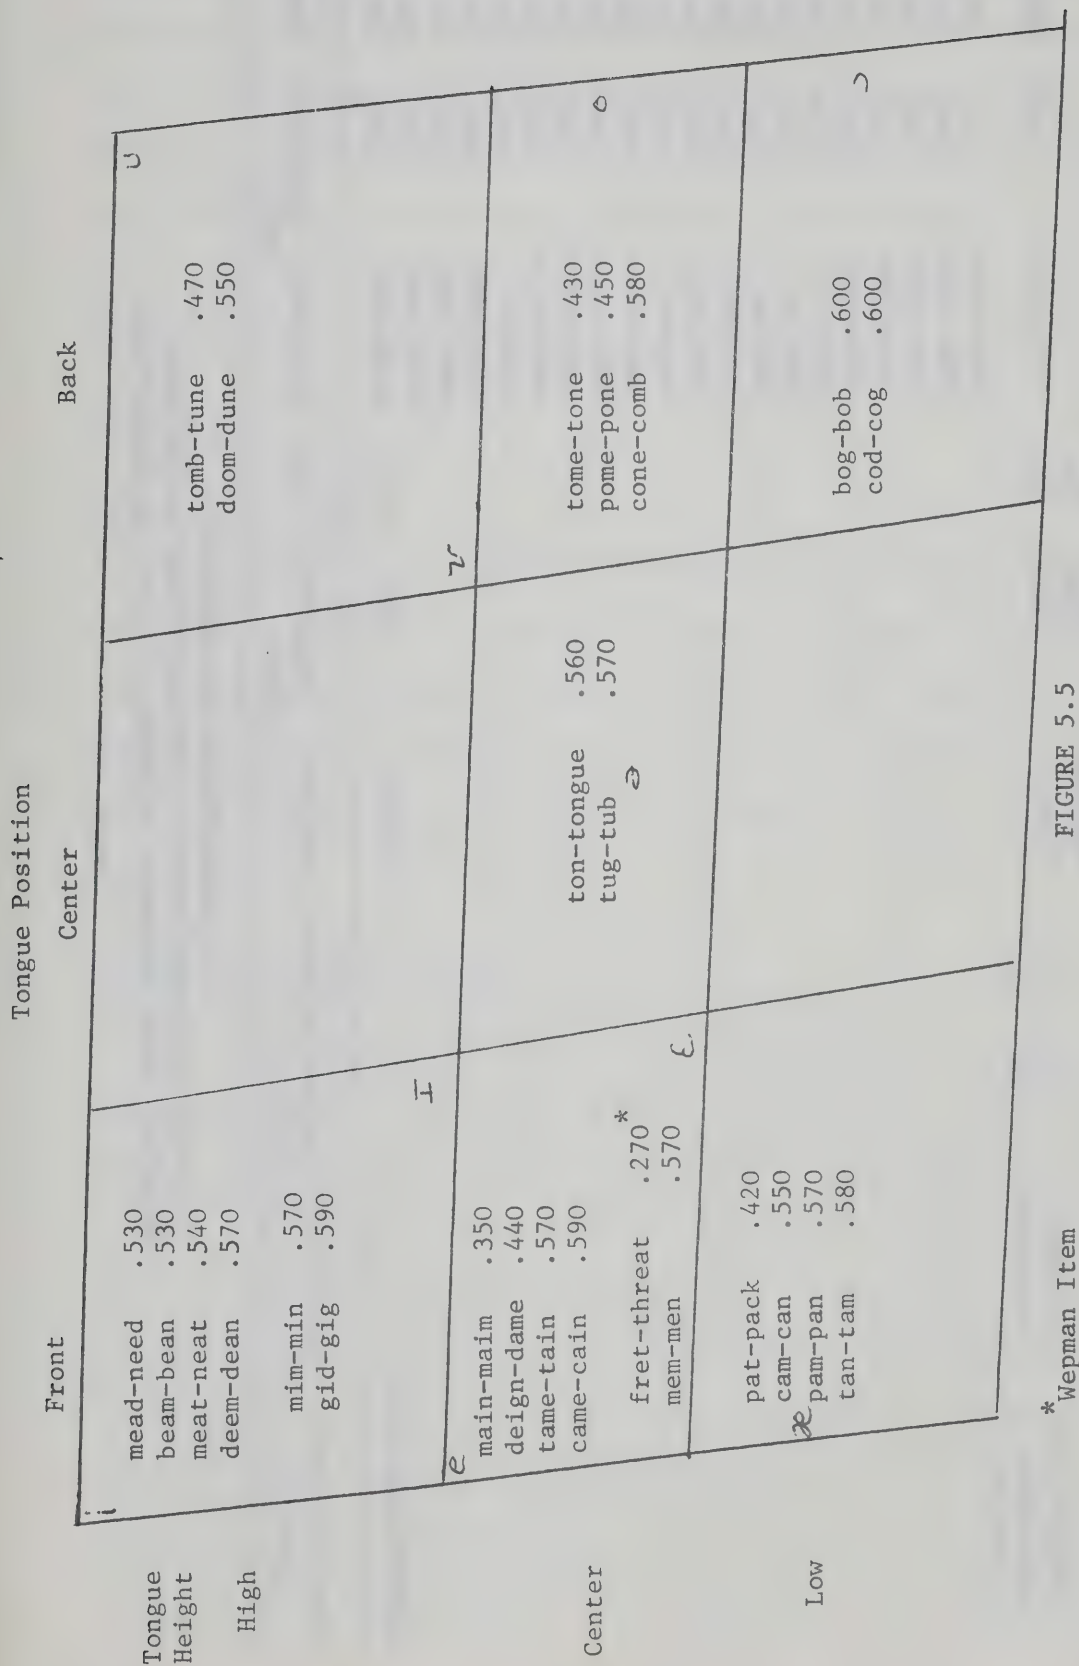 Tongue Position
Front Center Back
Tongue
Height
High
i
mead-need .530
beam-bean .530
meat-neat .540
deem-dean .570
mim-min .570
gid-gig .590
I
tomb-tune .470
doom-dune .550
u
ʊ
Center
e
main-maim .350
deign-dame .440
tame-tain .570
came-cain .590
fret-threat .270*
mem-men .570
ɛ
ton-tongue .560
tug-tub .570
ə
tome-tone .430
pome-pone .450
cone-comb .580
o
Low
pat-pack .420
cam-can .550
æ pam-pan .570
tan-tam .580
bog-bob .600
cod-cog .600
ɔ
*Wepman Item
FIGURE 5.5